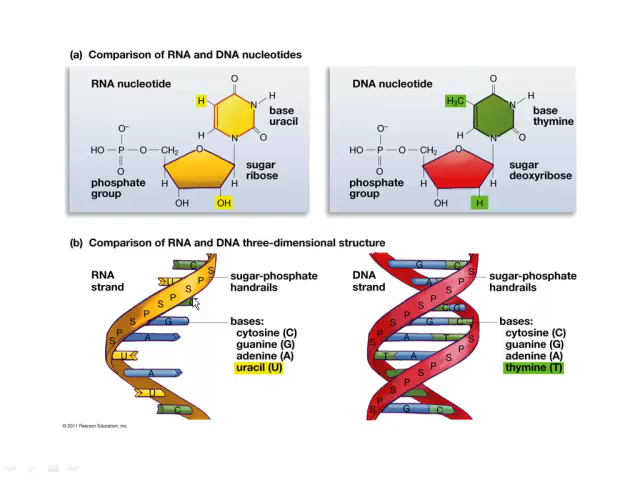 (a) Comparison of RNA and DNA nucleotides
RNA nucleotide
O
H
H
N
base
uracil
H
N
O
O⁻
HO
P
O
CH₂
O
O
phosphate
group
sugar
ribose
H
H
OH
OH
DNA nucleotide
O
H₃C
H
N
base
thymine
H
N
O
O⁻
HO
P
O
CH₂
O
O
phosphate
group
sugar
deoxyribose
H
H
OH
H
(b) Comparison of RNA and DNA three-dimensional structure
RNA
strand
C
S
U
P
S
P
S
P
S
P
S
G
A
U
A
U
C
sugar-phosphate
handrails
bases:
cytosine (C)
guanine (G)
adenine (A)
uracil (U)
DNA
strand
G
C
S
A
P
S
P
S
C
G
P
S
G
C
P
S
A
T
A
S
P
S
P
S
P
S
P
S
G
C
sugar-phosphate
handrails
bases:
cytosine (C)
guanine (G)
adenine (A)
thymine (T)
© 2011 Pearson Education, Inc.